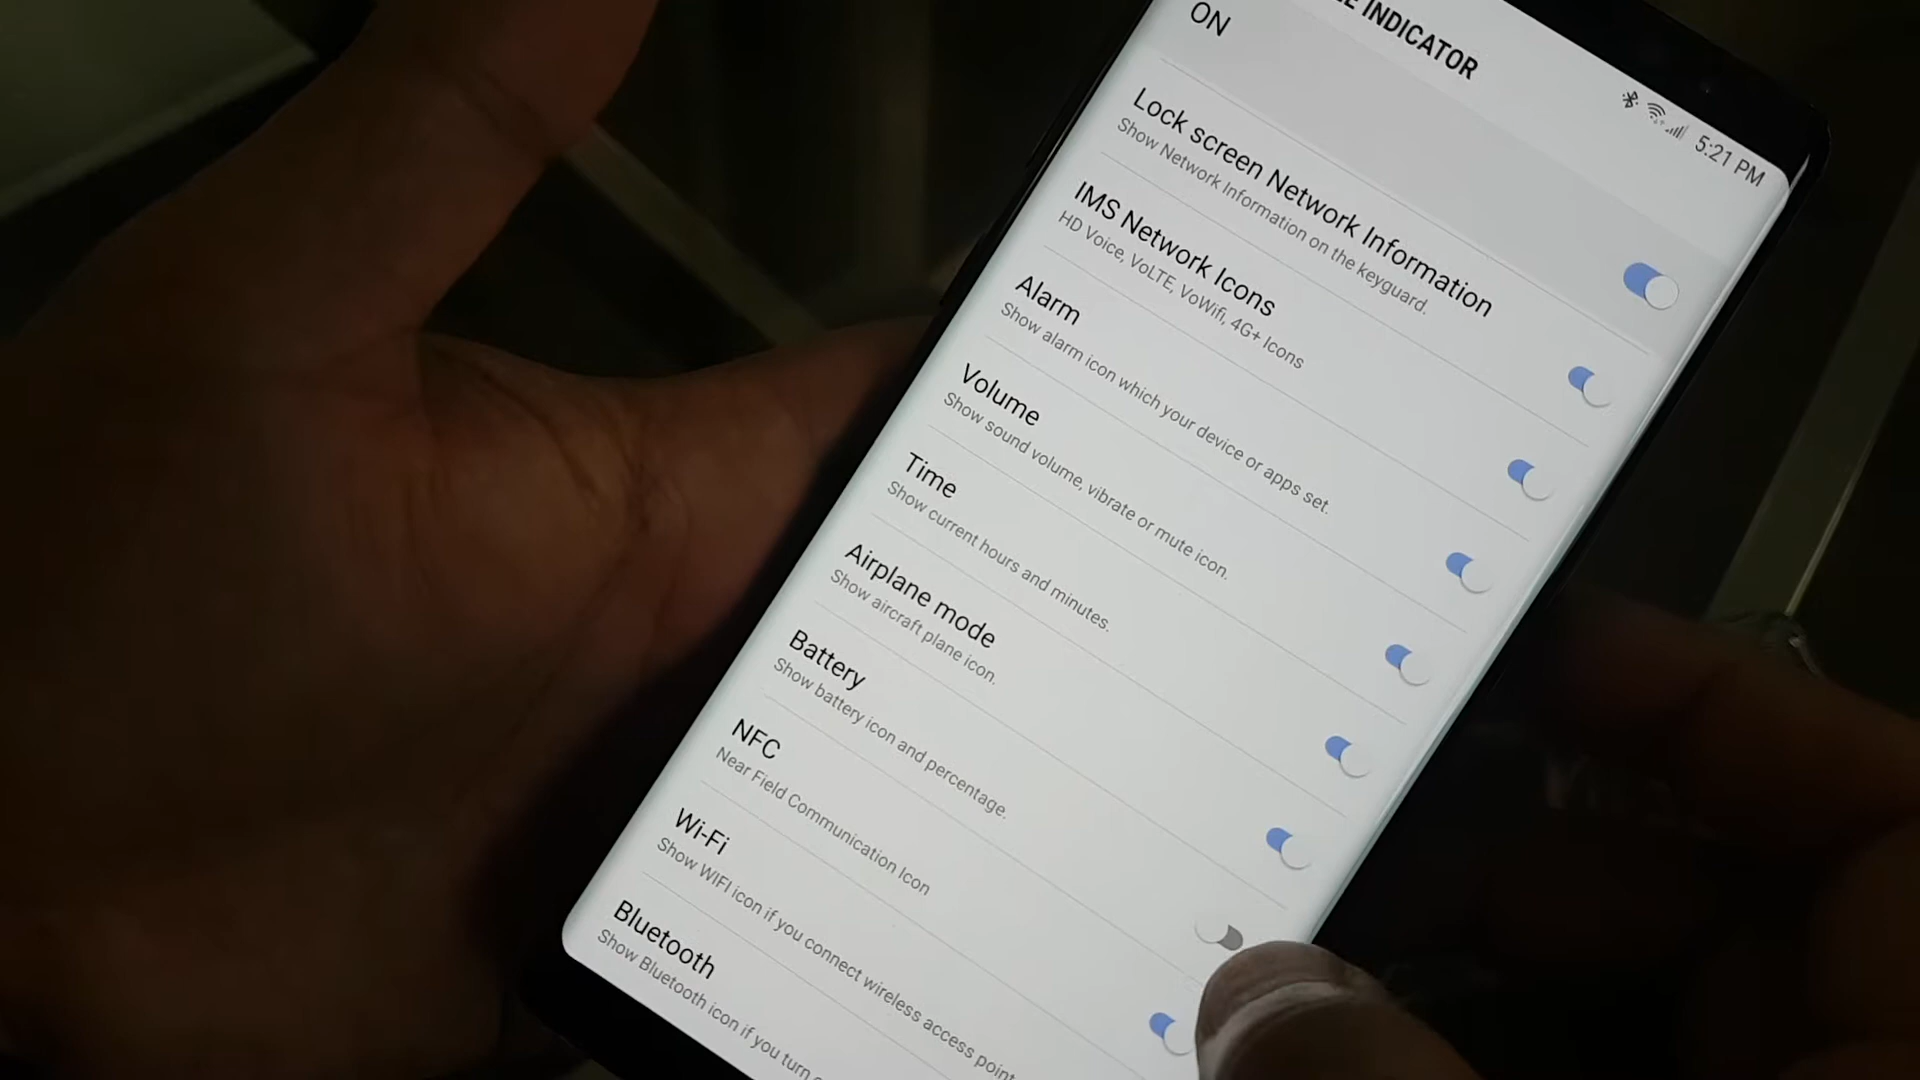 INDICATOR
5:21 PM
ON
Lock screen Network Information
Show Network Information on the keyguard.
IMS Network Icons
HD Voice, VoLTE, VoWifi, 4G+ Icons
Alarm
Show alarm icon which your device or apps set.
Volume
Show sound volume, vibrate or mute icon.
Time
Show current hours and minutes.
Airplane mode
Show aircraft plane icon.
Battery
Show battery icon and percentage.
NFC
Near Field Communication Icon
Wi-Fi
Show WIFI icon if you connect wireless access point
Bluetooth
Show Bluetooth icon if you turn